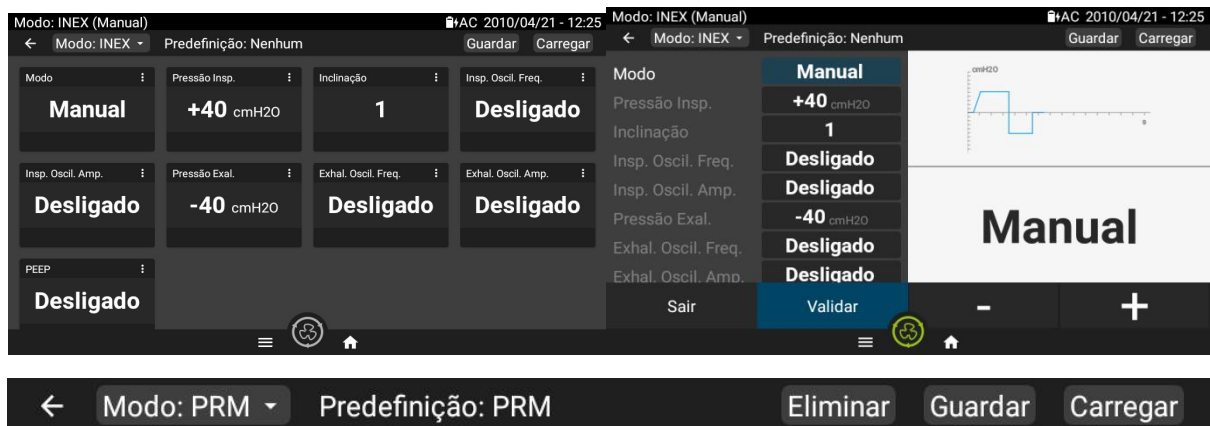 Modo: INEX (Manual)
AC 2010/04/21 - 12:25
Modo: INEX
Predefinição: Nenhum
Guardar
Carregar
Modo
Pressão Insp.
Inclinação
Insp. Oscil. Freq.
Manual
+40 cmH2O
1
Desligado
Insp. Oscil. Amp.
Pressão Exal.
Exhal. Oscil. Freq.
Exhal. Oscil. Amp.
Desligado
-40 cmH2O
Desligado
Desligado
PEEP
Desligado
Modo: INEX (Manual)
AC 2010/04/21 - 12:25
Modo: INEX
Predefinição: Nenhum
Guardar
Carregar
Modo Manual
Pressão Insp. +40 cmH2O
Inclinação 1
Insp. Oscil. Freq. Desligado
Insp. Oscil. Amp. Desligado
Pressão Exal. -40 cmH2O
Exhal. Oscil. Freq. Desligado
Exhal. Oscil. Amp. Desligado
Sair
Validar
cmH2O
s
Manual
-
+
Modo: PRM
Predefinição: PRM
Eliminar
Guardar
Carregar